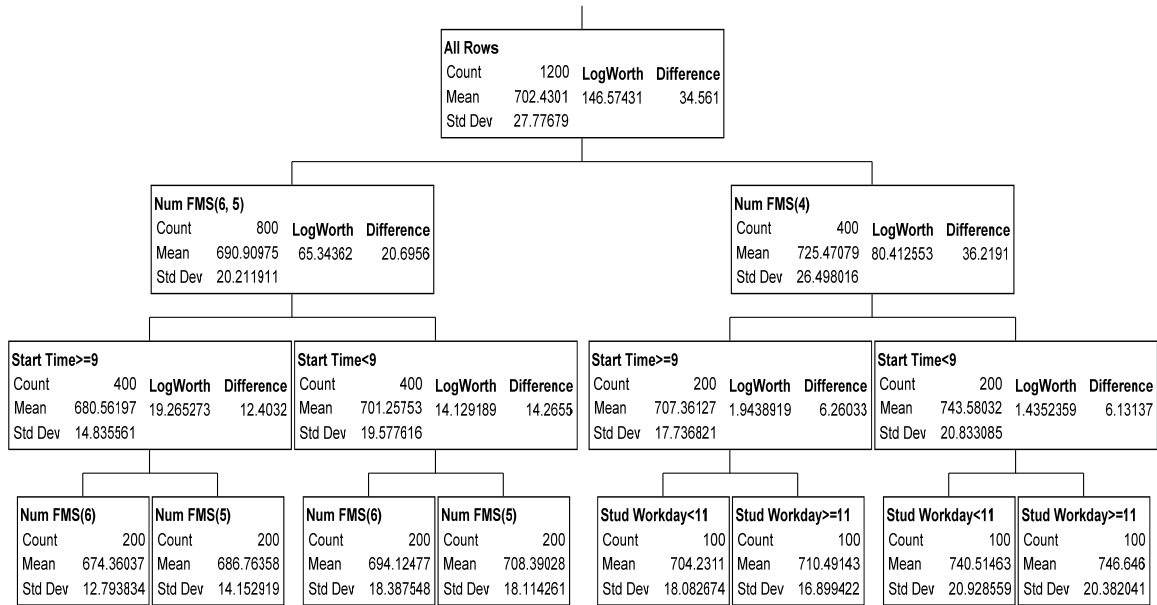 All Rows
Count 1200 LogWorth Difference
Mean 702.4301 146.57431 34.561
Std Dev 27.77679
Num FMS(6, 5)
Count 800 LogWorth Difference
Mean 690.90975 65.34362 20.6956
Std Dev 20.211911
Num FMS(4)
Count 400 LogWorth Difference
Mean 725.47079 80.412553 36.2191
Std Dev 26.498016
Start Time>=9
Count 400 LogWorth Difference
Mean 680.56197 19.265273 12.4032
Std Dev 14.835561
Start Time<9
Count 400 LogWorth Difference
Mean 701.25753 14.129189 14.2655
Std Dev 19.577616
Start Time>=9
Count 200 LogWorth Difference
Mean 707.36127 1.9438919 6.26033
Std Dev 17.736821
Start Time<9
Count 200 LogWorth Difference
Mean 743.58032 1.4352359 6.13137
Std Dev 20.833085
Num FMS(6)
Count 200
Mean 674.36037
Std Dev 12.793834
Num FMS(5)
Count 200
Mean 686.76358
Std Dev 14.152919
Num FMS(6)
Count 200
Mean 694.12477
Std Dev 18.387548
Num FMS(5)
Count 200
Mean 708.39028
Std Dev 18.114261
Stud Workday<11
Count 100
Mean 704.2311
Std Dev 18.082674
Stud Workday>=11
Count 100
Mean 710.49143
Std Dev 16.899422
Stud Workday<11
Count 100
Mean 740.51463
Std Dev 20.928559
Stud Workday>=11
Count 100
Mean 746.646
Std Dev 20.382041